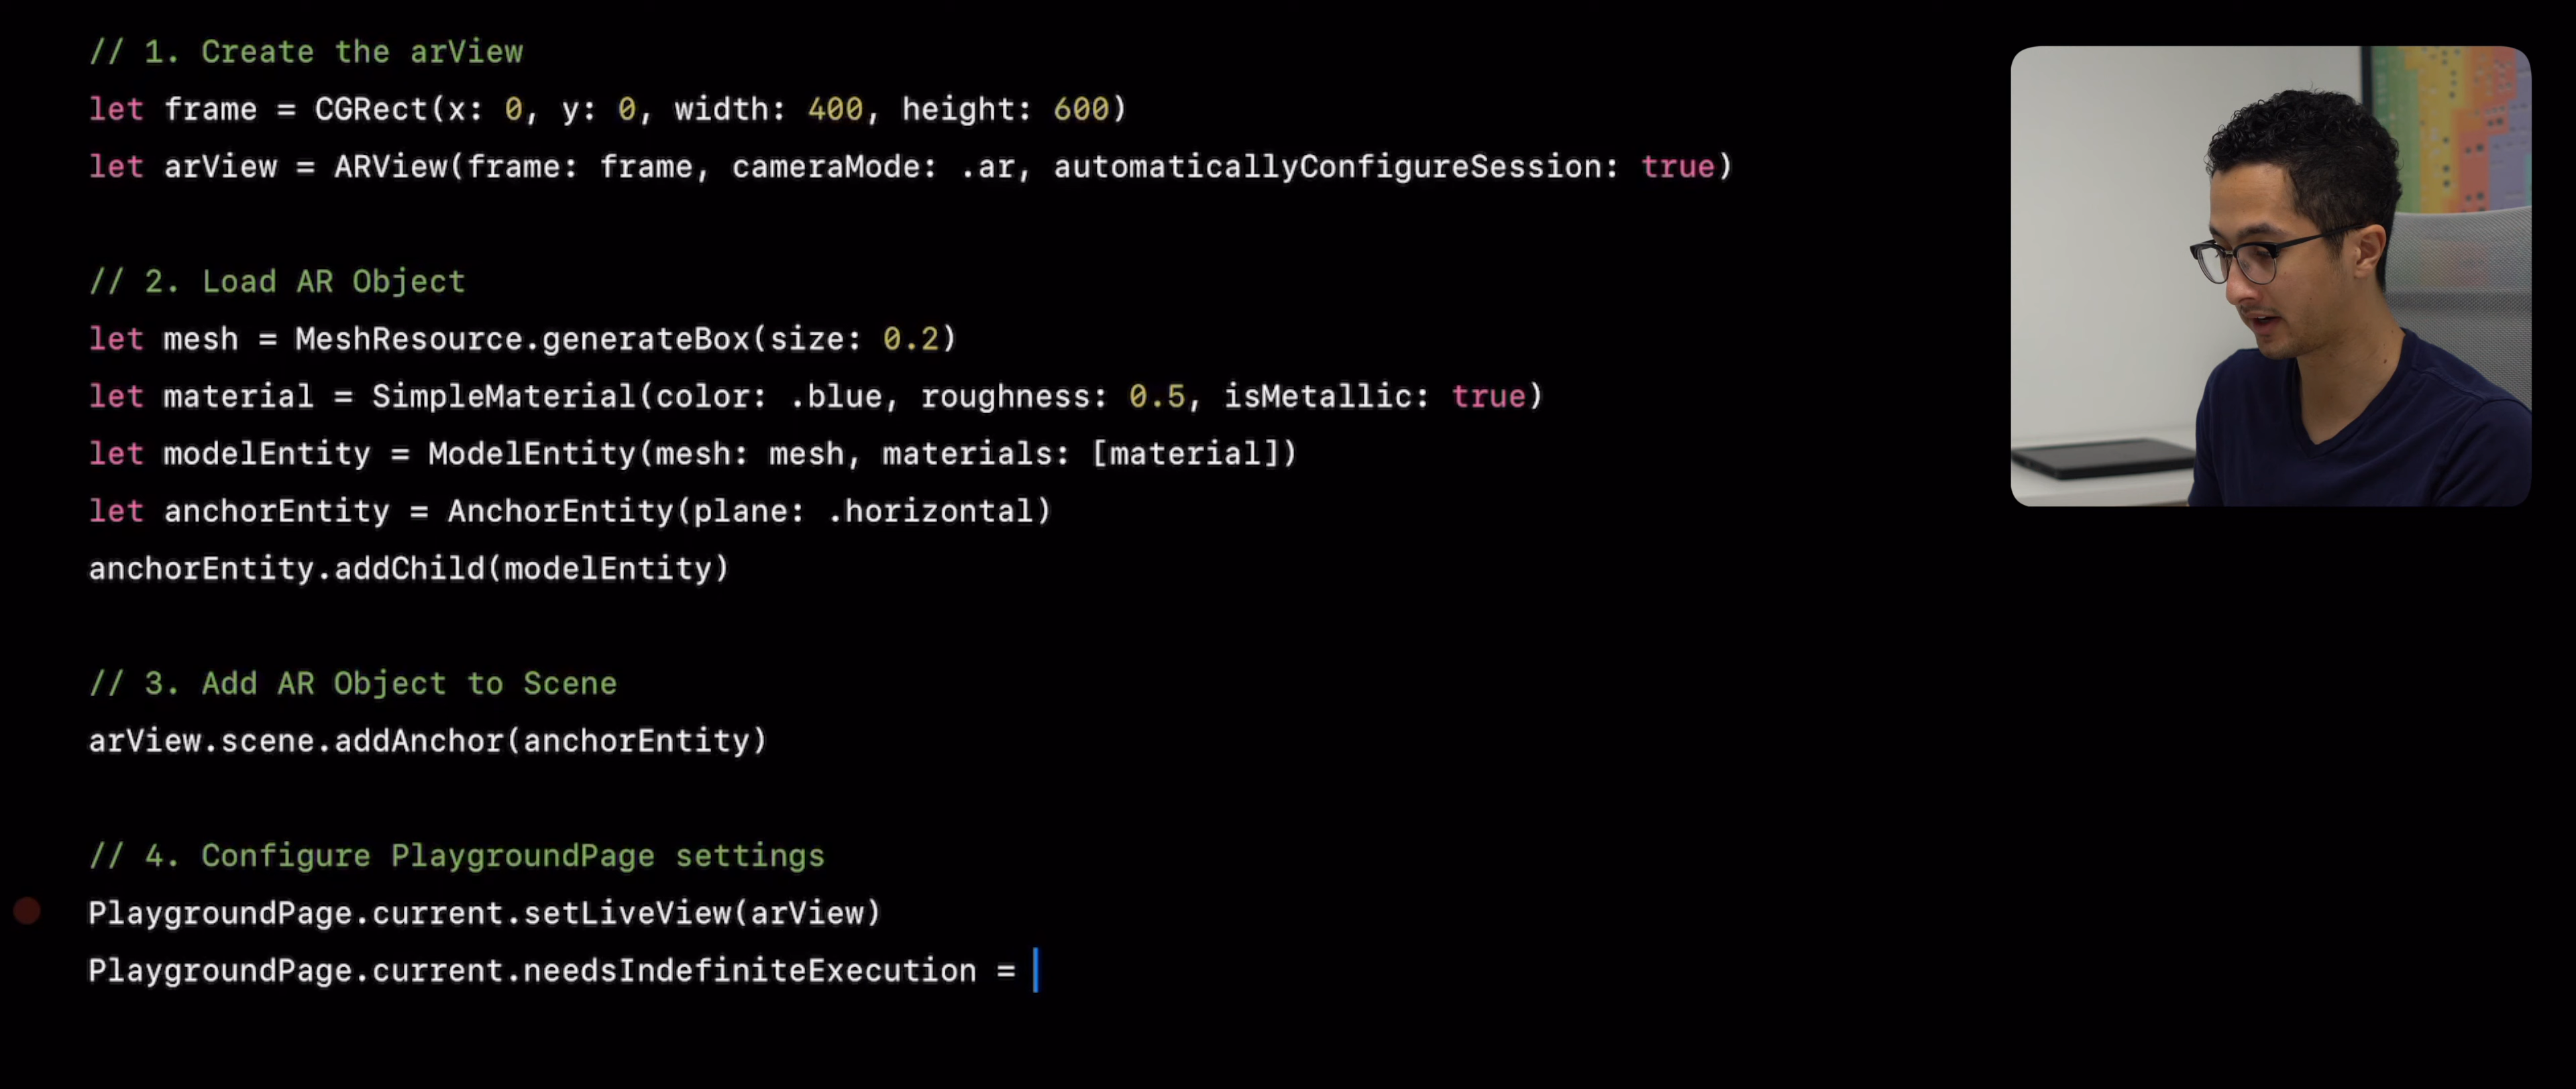 // 1. Create the arView
let frame = CGRect(x: 0, y: 0, width: 400, height: 600)
let arView = ARView(frame: frame, cameraMode: .ar, automaticallyConfigureSession: true)
// 2. Load AR Object
let mesh = MeshResource.generateBox(size: 0.2)
let material = SimpleMaterial(color: .blue, roughness: 0.5, isMetallic: true)
let modelEntity = ModelEntity(mesh: mesh, materials: [material])
let anchorEntity = AnchorEntity(plane: .horizontal)
anchorEntity.addChild(modelEntity)
// 3. Add AR Object to Scene
arView.scene.addAnchor(anchorEntity)
// 4. Configure PlaygroundPage settings
PlaygroundPage.current.setLiveView(arView)
PlaygroundPage.current.needsIndefiniteExecution =